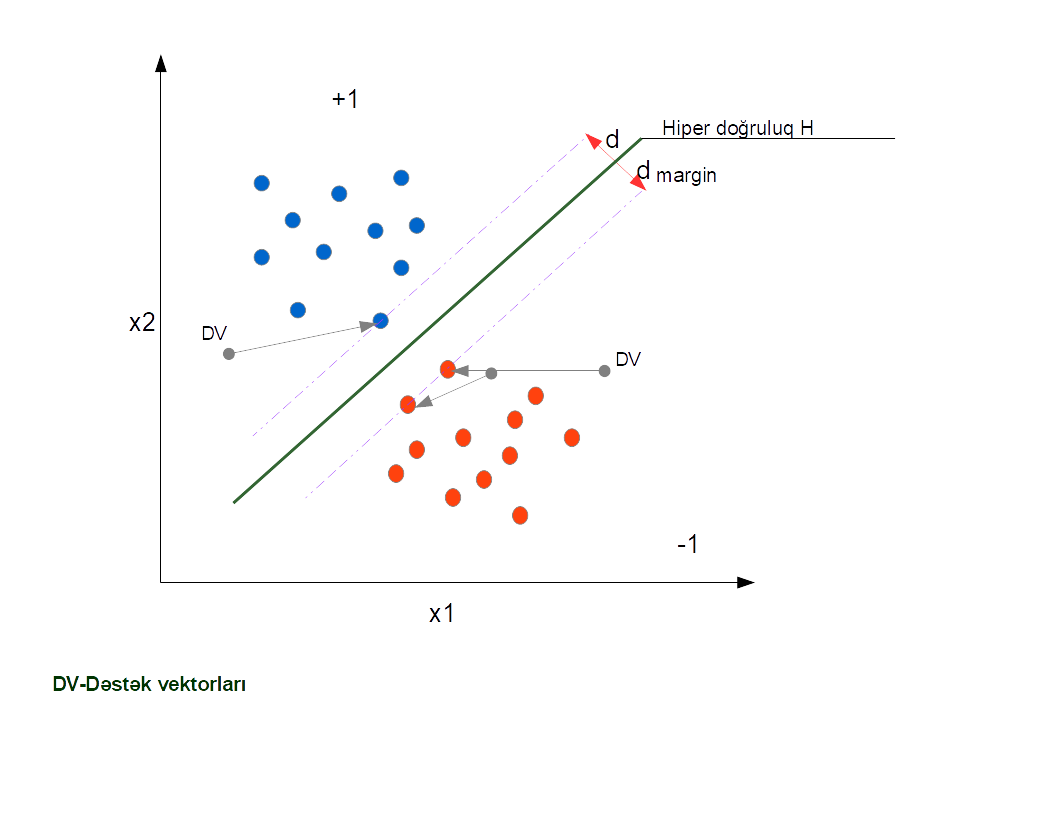 +1
Hiper doğruluq H
d
d margin
x2
DV
DV
-1
x1
DV-Dəstək vektorları